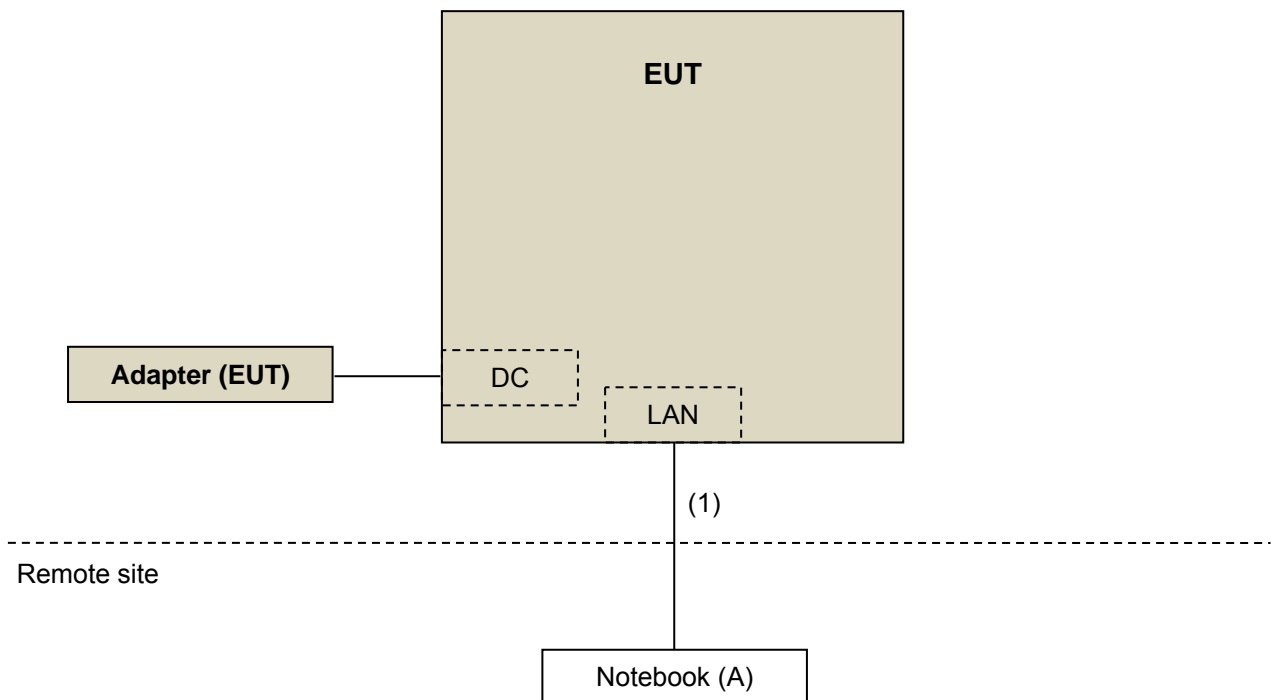 EUT
Adapter (EUT)
DC
LAN
(1)
Remote site
Notebook (A)